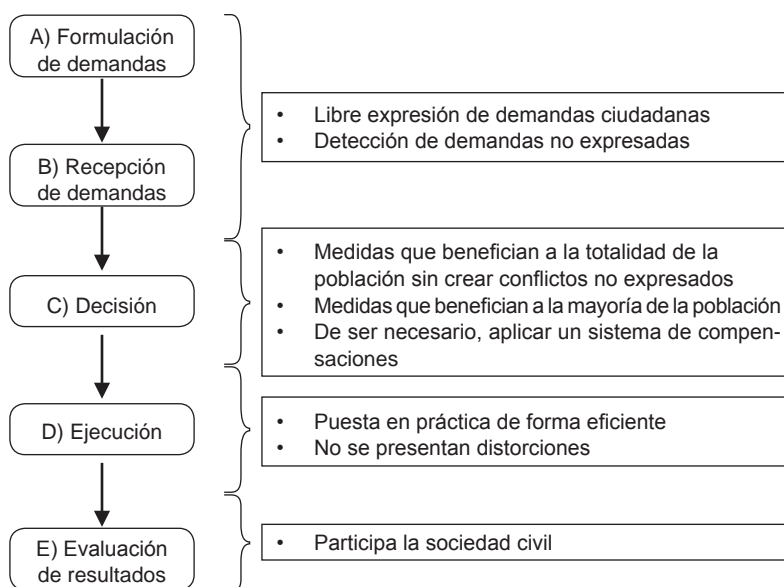 A) Formulación
de demandas
• Libre expresión de demandas ciudadanas
• Detección de demandas no expresadas
B) Recepción
de demandas
• Medidas que benefician a la totalidad de la
población sin crear conflictos no expresados
• Medidas que benefician a la mayoría de la población
• De ser necesario, aplicar un sistema de compen-
saciones
C) Decisión
• Puesta en práctica de forma eficiente
• No se presentan distorciones
D) Ejecución
• Participa la sociedad civil
E) Evaluación
de resultados